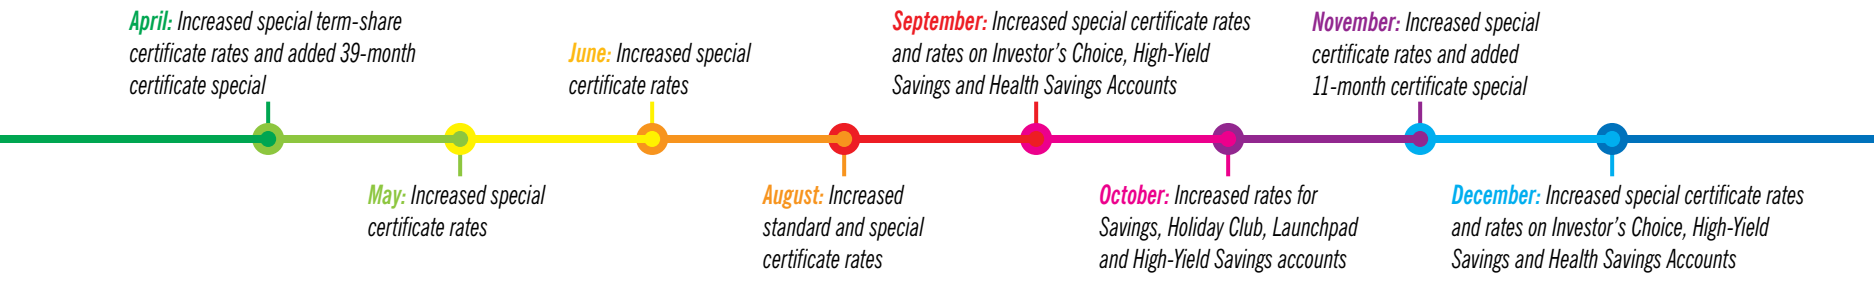 April: Increased special term-share
certificate rates and added 39-month
certificate special
May: Increased special
certificate rates
June: Increased special
certificate rates
August: Increased
standard and special
certificate rates
September: Increased special certificate rates
and rates on Investor’s Choice, High-Yield
Savings and Health Savings Accounts
October: Increased rates for
Savings, Holiday Club, Launchpad
and High-Yield Savings accounts
November: Increased special
certificate rates and added
11-month certificate special
December: Increased special certificate rates
and rates on Investor’s Choice, High-Yield
Savings and Health Savings Accounts